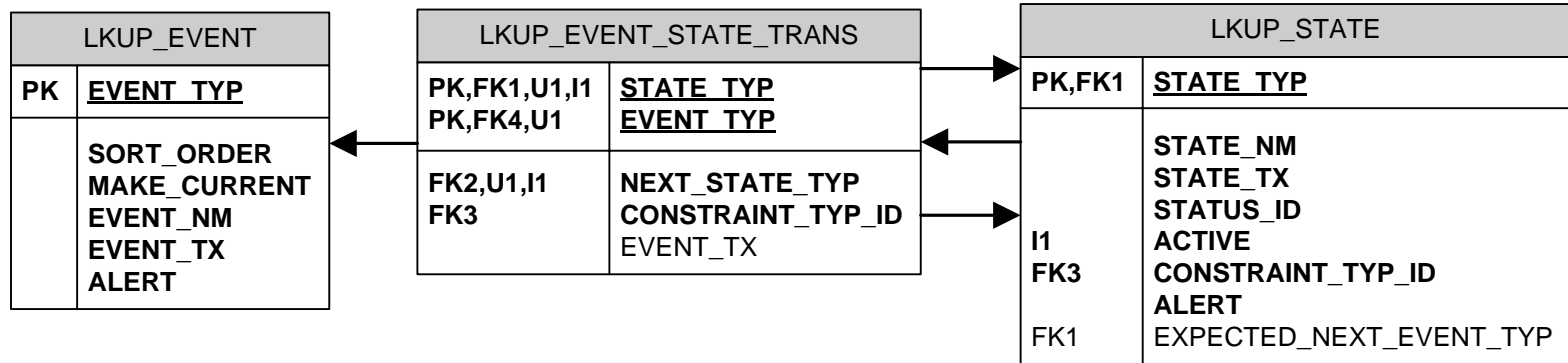 LKUP_EVENT
PK EVENT_TYP
SORT_ORDER
MAKE_CURRENT
EVENT_NM
EVENT_TX
ALERT
LKUP_EVENT_STATE_TRANS
PK,FK1,U1,I1 STATE_TYP
PK,FK4,U1 EVENT_TYP
FK2,U1,I1 NEXT_STATE_TYP
FK3 CONSTRAINT_TYP_ID
EVENT_TX
LKUP_STATE
PK,FK1 STATE_TYP
STATE_NM
STATE_TX
STATUS_ID
I1 ACTIVE
FK3 CONSTRAINT_TYP_ID
ALERT
FK1 EXPECTED_NEXT_EVENT_TYP